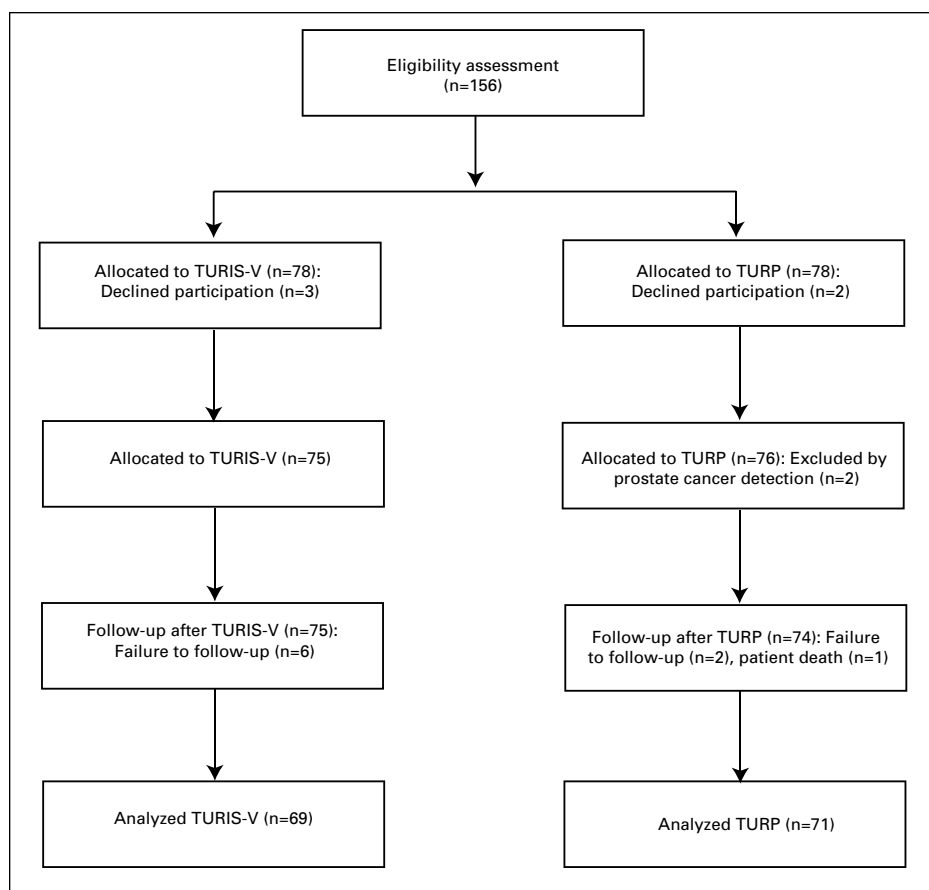 Eligibility assessment
(n=156)
Allocated to TURIS-V (n=78):
Declined participation (n=3)
Allocated to TURP (n=78):
Declined participation (n=2)
Allocated to TURIS-V (n=75)
Allocated to TURP (n=76): Excluded by
prostate cancer detection (n=2)
Follow-up after TURIS-V (n=75):
Failure to follow-up (n=6)
Follow-up after TURP (n=74): Failure
to follow-up (n=2), patient death (n=1)
Analyzed TURIS-V (n=69)
Analyzed TURP (n=71)